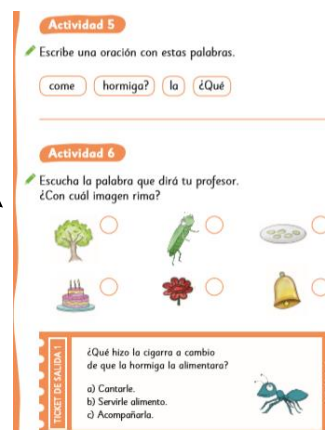 Actividad 5
Escribe una oración con estas palabras.
come hormiga? la ¿Qué
Actividad 6
Escucha la palabra que dirá tu profesor.
¿Con cuál imagen rima?
TICKET DE SALIDA 1
¿Qué hizo la cigarra a cambio
de que la hormiga la alimentara?
a) Cantarle.
b) Servirle alimento.
c) Acompañarla.